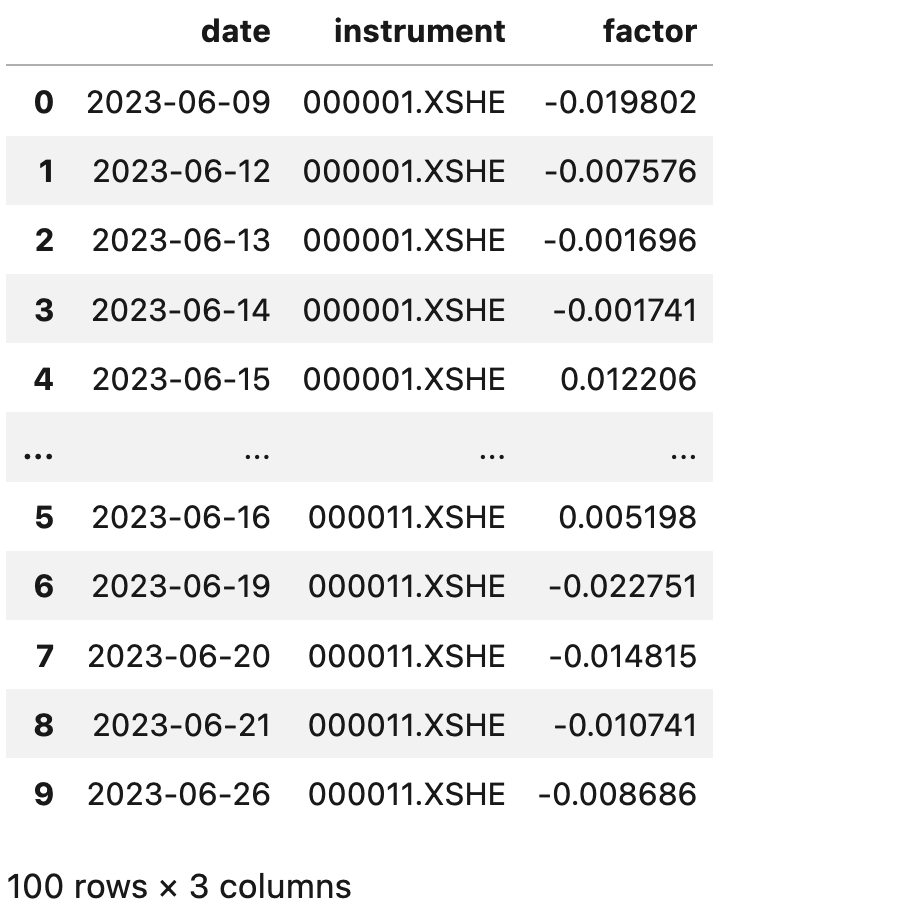 date instrument factor
0 2023-06-09 000001.XSHE -0.019802
1 2023-06-12 000001.XSHE -0.007576
2 2023-06-13 000001.XSHE -0.001696
3 2023-06-14 000001.XSHE -0.001741
4 2023-06-15 000001.XSHE 0.012206
... ... ... ...
5 2023-06-16 000011.XSHE 0.005198
6 2023-06-19 000011.XSHE -0.022751
7 2023-06-20 000011.XSHE -0.014815
8 2023-06-21 000011.XSHE -0.010741
9 2023-06-26 000011.XSHE -0.008686
100 rows × 3 columns